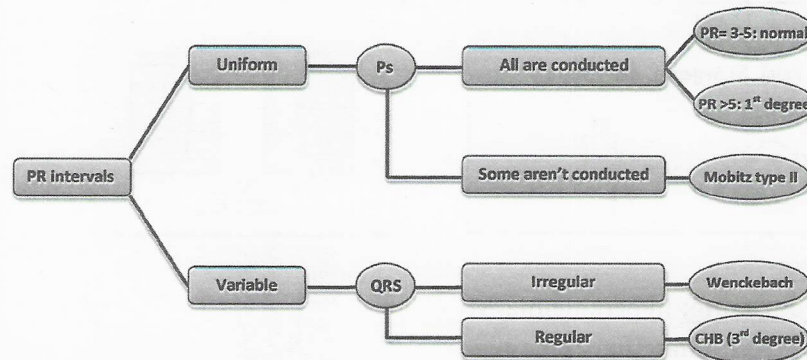 PR intervals
Uniform
Ps
All are conducted
PR= 3-5: normal
PR >5: 1st degree
Some aren't conducted
Mobitz type II
Variable
QRS
Irregular
Wenckebach
Regular
CHB (3rd degree)